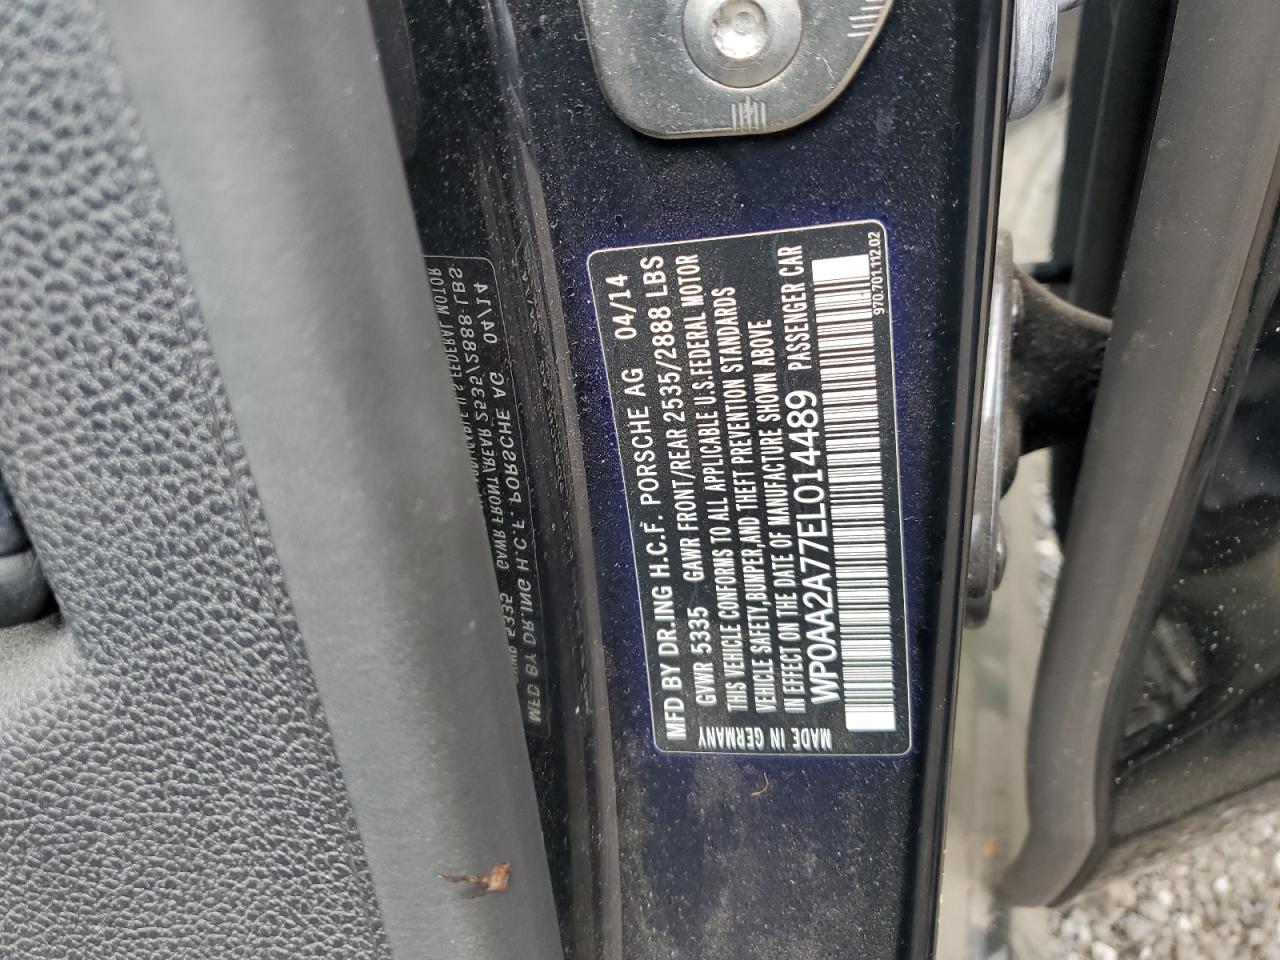 MFD BY DR.ING H.C.F. PORSCHE AG 04/14
GVWR 5335 GAWR FRONT/REAR 2535/2888 LBS
THIS VEHICLE CONFORMS TO ALL APPLICABLE U.S.FEDERAL MOTOR
VEHICLE SAFETY,BUMPER,AND THEFT PREVENTION STANDARDS
IN EFFECT ON THE DATE OF MANUFACTURE SHOWN ABOVE
WP0AA2A77EL014489 PASSENGER CAR
MADE IN GERMANY
970.701.112.02